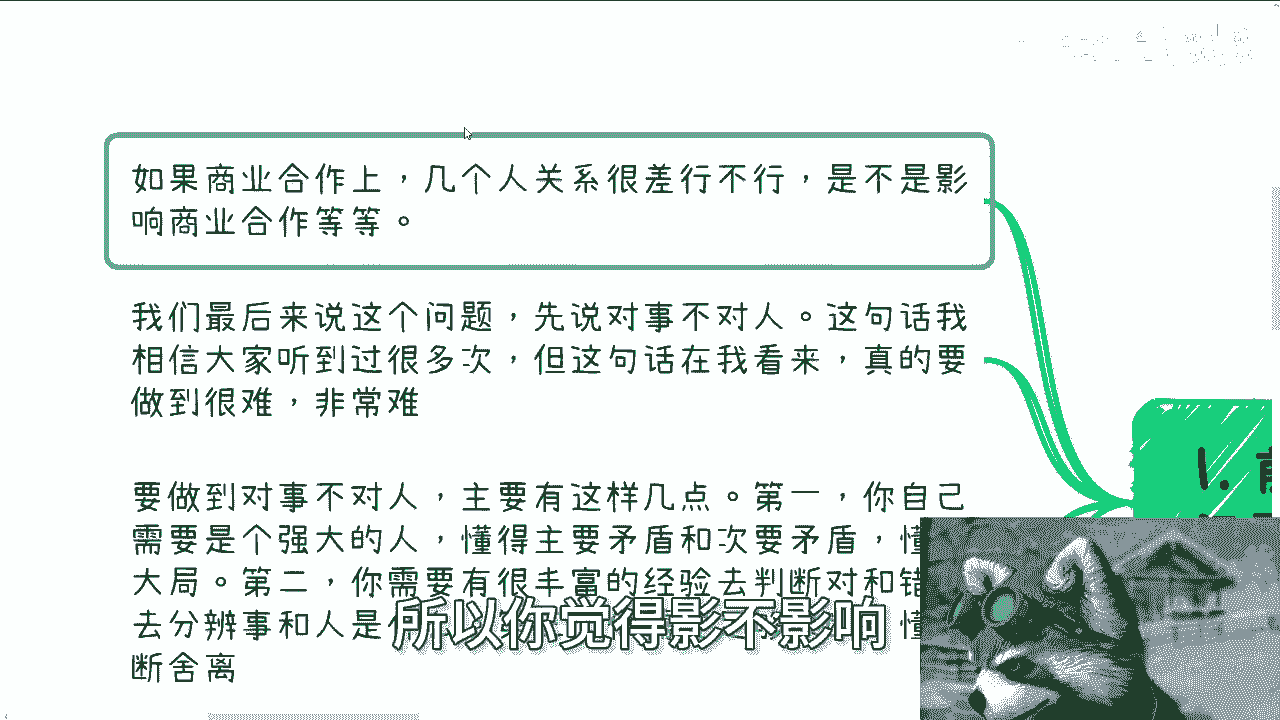 如果商业合作上，几个人关系很差行不行，是不是影
响商业合作等等。
我们最后来说这个问题，先说对事不对人。这句话我
相信大家听到过很多次，但这句话在我看来，真的要
做到很难，非常难
要做到对事不对人，主要有这样几点。第一，你自己
需要是个强大的人，懂得主要矛盾和次要矛盾，懂
大局。第二，你需要有很丰富的经验去判断对和错
去分辨事和人是 懂
断舍离
1.
所以你觉得影不影响